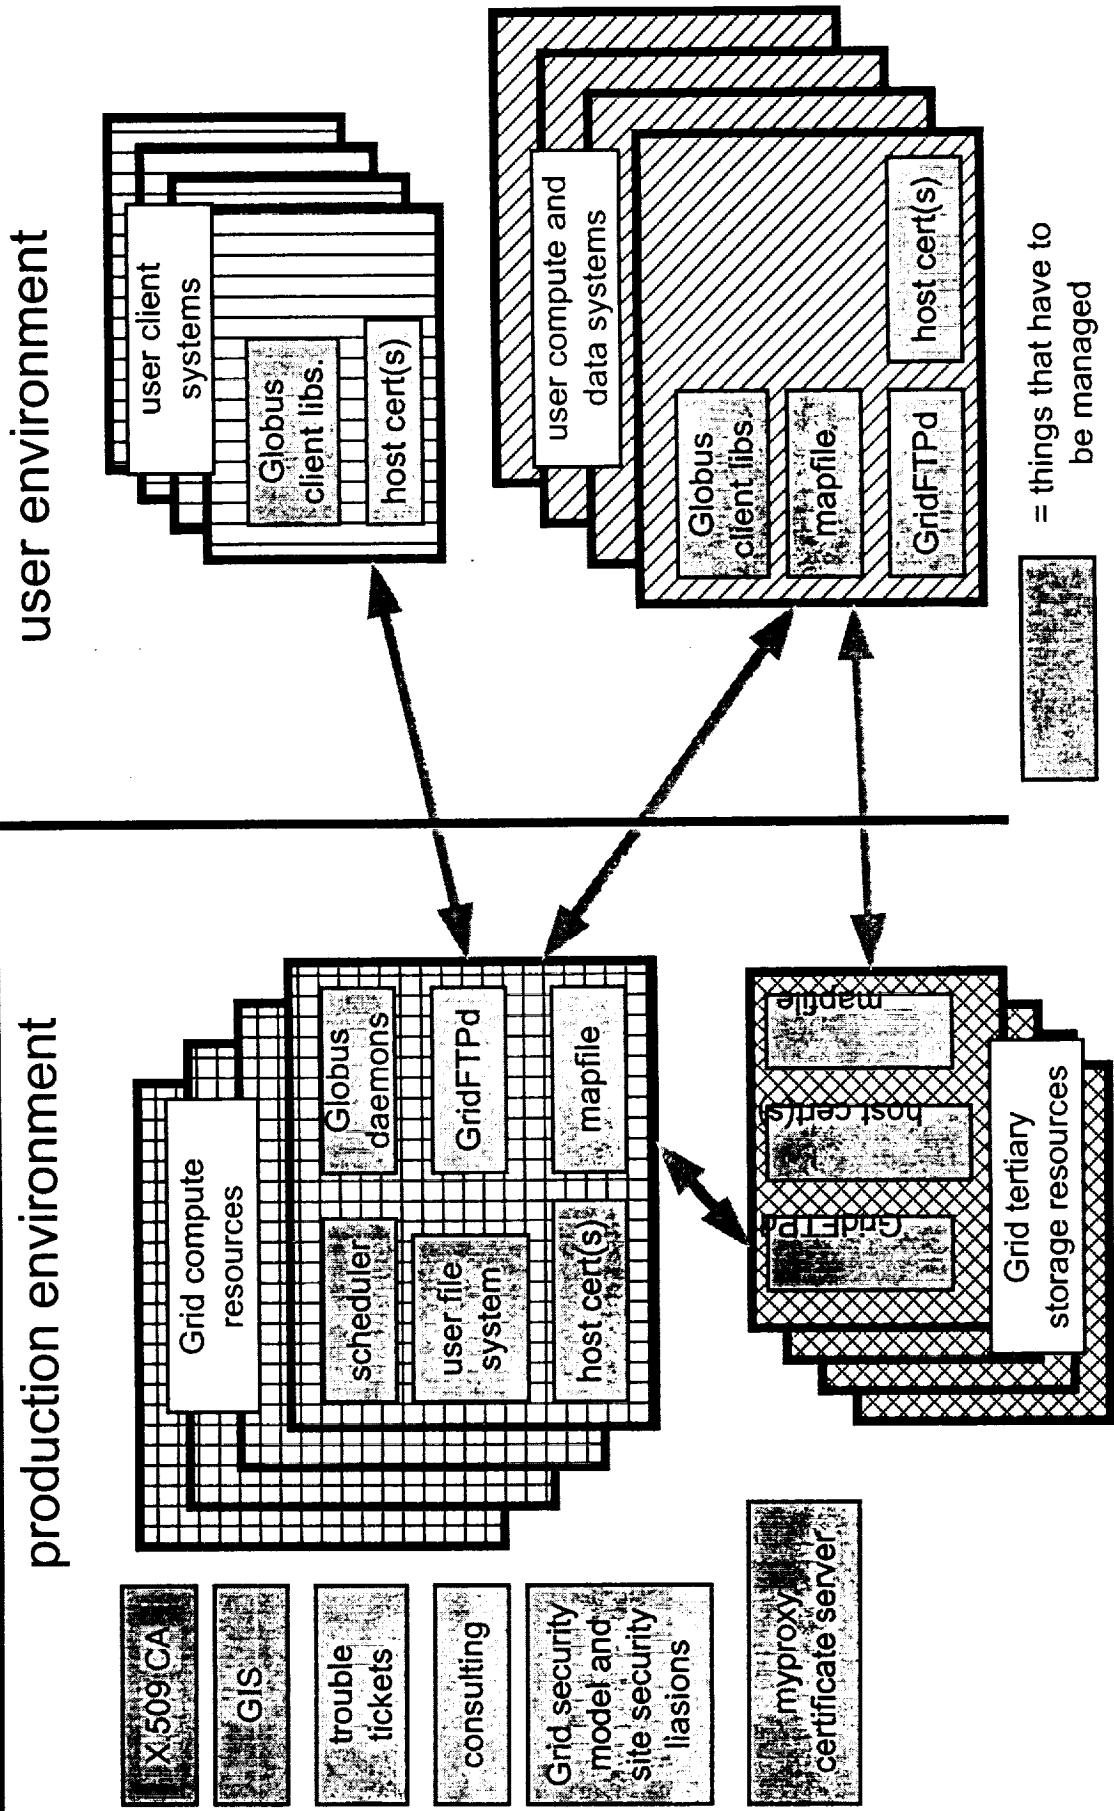 production environment
user environment
X.509 CA
GIS
trouble
tickets
consulting
Grid security
model and
site security
liasions
myproxy
certificate server
Grid compute
resources
scheduler
Globus
daemons
user file
system
GridFTPd
host cert(s)
mapfile
GridFTPd
host cert(s)
mapfile
Grid tertiary
storage resources
user client
systems
Globus
client libs.
host cert(s)
user compute and
data systems
Globus
client libs.
mapfile
GridFTPd
host cert(s)
= things that have to
be managed